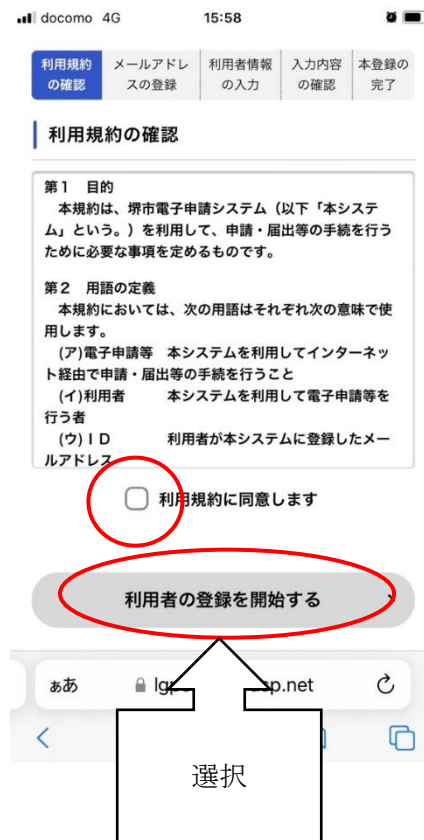 docomo 4G 15:58
利用規約の確認
メールアドレスの登録
利用者情報の入力
入力内容の確認
本登録の完了
利用規約の確認
第1 目的
本規約は、堺市電子申請システム（以下「本システ
ム」という。）を利用して、申請・届出等の手続を行う
ために必要な事項を定めるものです。
第2 用語の定義
本規約においては、次の用語はそれぞれ次の意味で使
用します。
(ア)電子申請等 本システムを利用してインターネッ
ト経由で申請・届出等の手続を行うこと
(イ)利用者 本システムを利用して電子申請等を
行う者
(ウ)ＩＤ 利用者が本システムに登録したメー
ルアドレス
利用規約に同意します
利用者の登録を開始する
ぁあ .net
選択